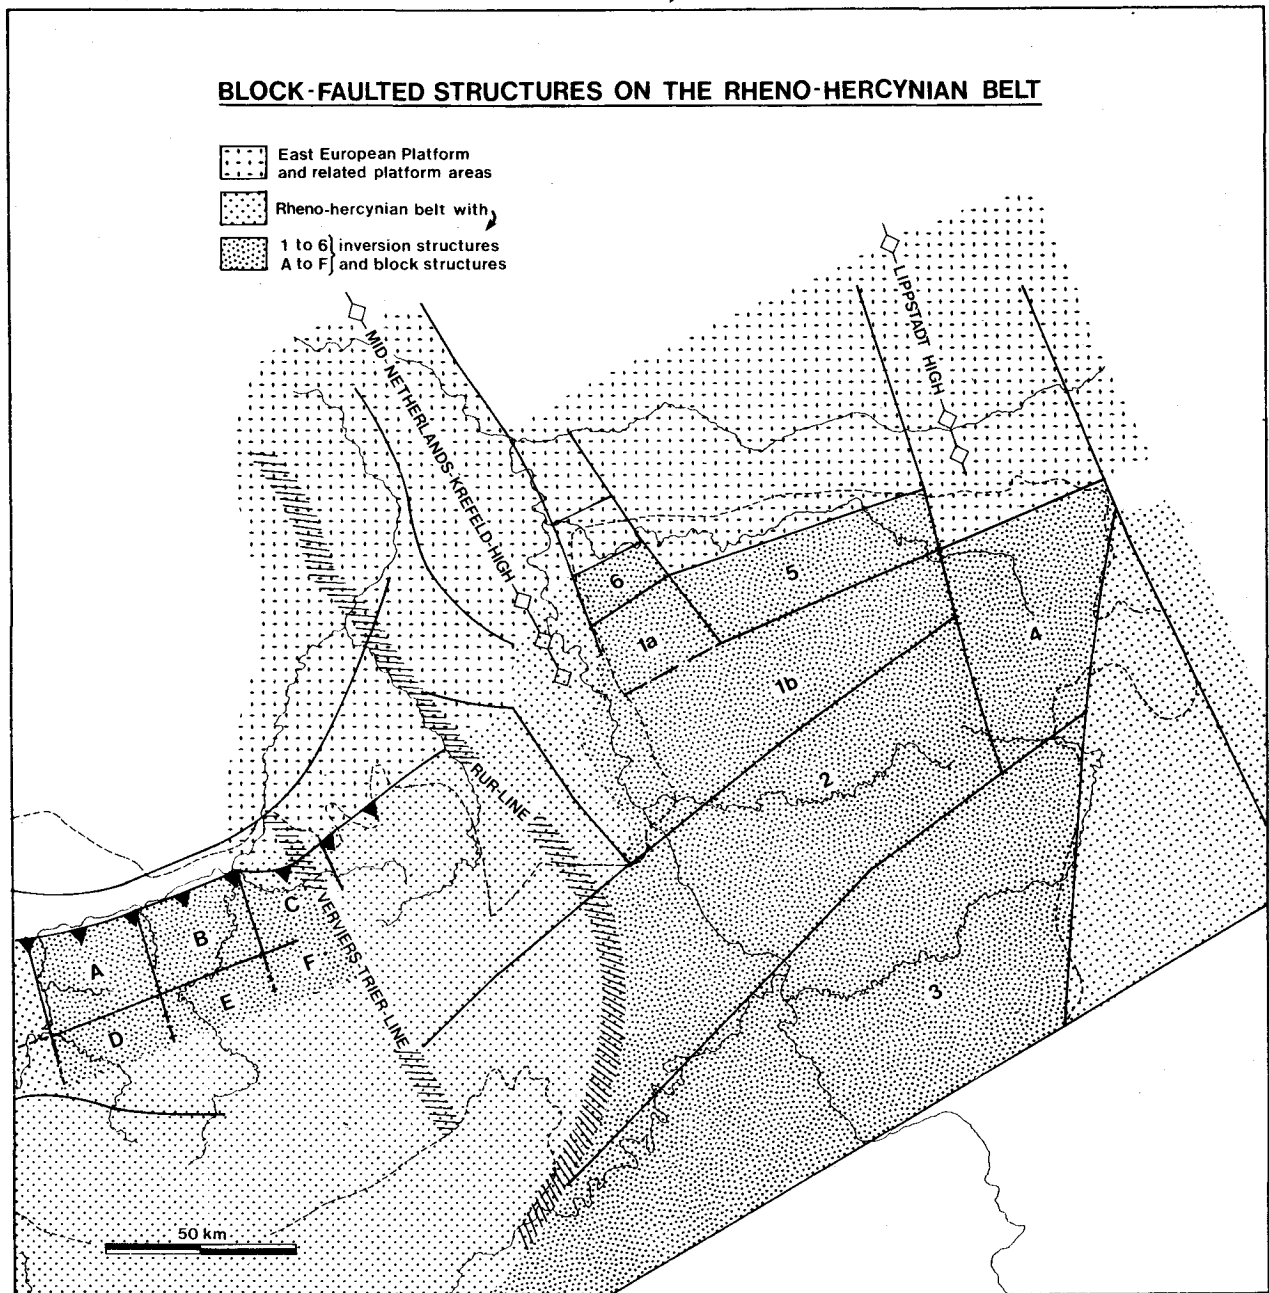 BLOCK-FAULTED STRUCTURES ON THE RHENO-HERCYNIAN BELT
East European Platform
and related platform areas
Rheno-hercynian belt with
1 to 6} inversion structures
A to F} and block structures
MID-NETHERLANDS-KREFELD-HIGH
LIPPSTADT HIGH
6
5
1a
4
1b
2
RUR-LINE
C
B
VERVIERS-TRIER-LINE
A
F
E
3
D
50 km